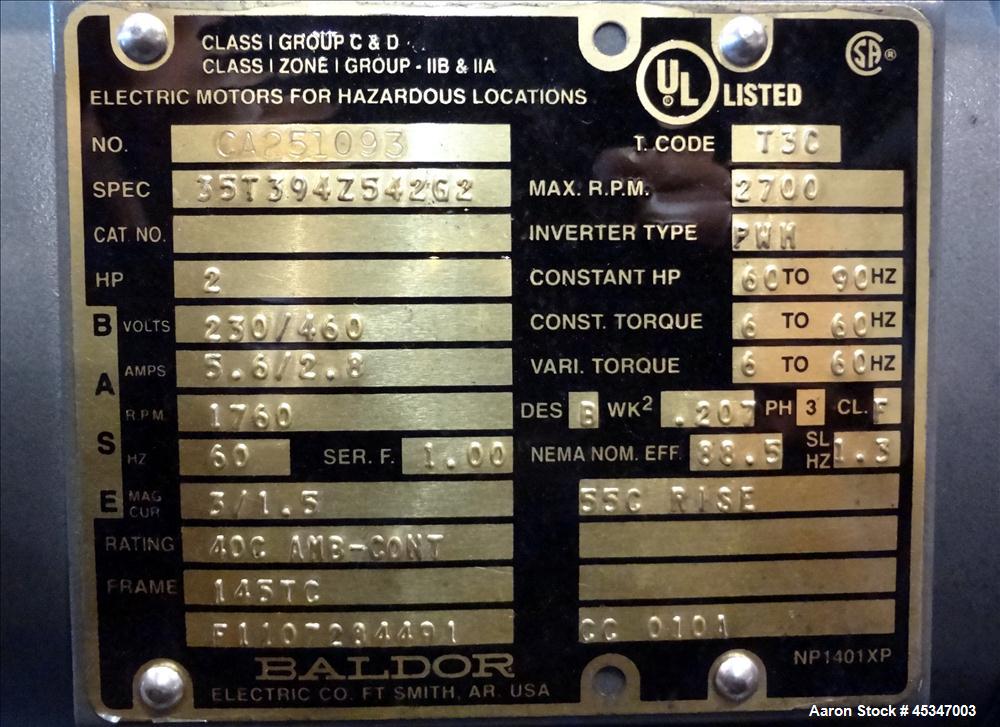 CLASS I GROUP C & D
CLASS I ZONE I GROUP - IIB & IIA
ELECTRIC MOTORS FOR HAZARDOUS LOCATIONS
UL ® LISTED
SA ®
NO. CA251093
T. CODE T3C
SPEC 35T394Z542G2
MAX. R.P.M. 2700
CAT. NO.
INVERTER TYPE PWM
HP 2
CONSTANT HP 60 TO 90 HZ
BASE
VOLTS 230/460
CONST. TORQUE 6 TO 60 HZ
AMPS 5.6/2.8
VARI. TORQUE 6 TO 60 HZ
R.P.M. 1760
DES B WK2 .207 PH 3 CL. F
HZ 60 SER. F. 1.00
NEMA NOM. EFF. 88.5 SL HZ 1.3
MAG CUR 3/1.5
55C RISE
RATING 40C AMB-CONT
FRAME 145TC
F1107284491
CC 010A
BALDOR
NP1401XP
ELECTRIC CO. FT SMITH, AR. USA
Aaron Stock # 45347003